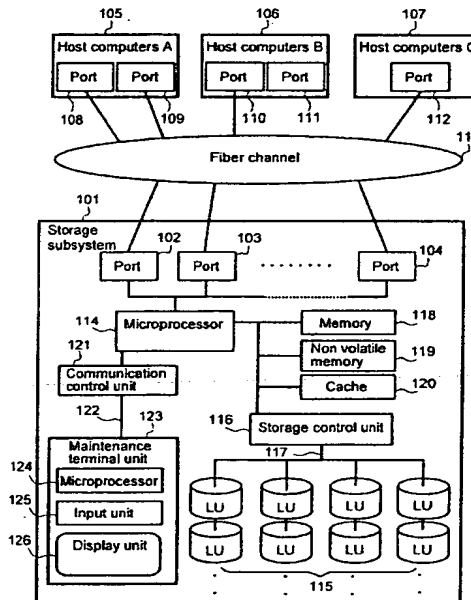 105 106 107
Host computers A Host computers B Host computers C
Port Port Port Port Port
108 109 110 111 112
11
Fiber channel
101
Storage subsystem
102 103 104
Port Port Port
114 Microprocessor Memory 118
121 Non volatile memory 119
Communication control unit Cache 120
122 123 116 Storage control unit
117
Maintenance terminal unit
124 Microprocessor
125 Input unit
126 Display unit
LU LU LU LU
LU LU LU LU
115